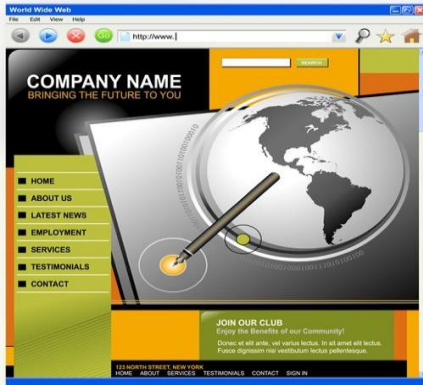 World Wide Web
File Edit View Help
Go http://www.|
SEARCH
COMPANY NAME
BRINGING THE FUTURE TO YOU
HOME
ABOUT US
LATEST NEWS
EMPLOYMENT
SERVICES
TESTIMONIALS
CONTACT
JOIN OUR CLUB
Enjoy the Benefits of our Community!
Donec et elit ante, vel varius lectus. In sit amet elit lectus.
Fusce dignissim nisi vestibulum lectus pellentesque.
123 NORTH STREET, NEW YORK
HOME ABOUT SERVICES TESTIMONIALS CONTACT SIGN IN